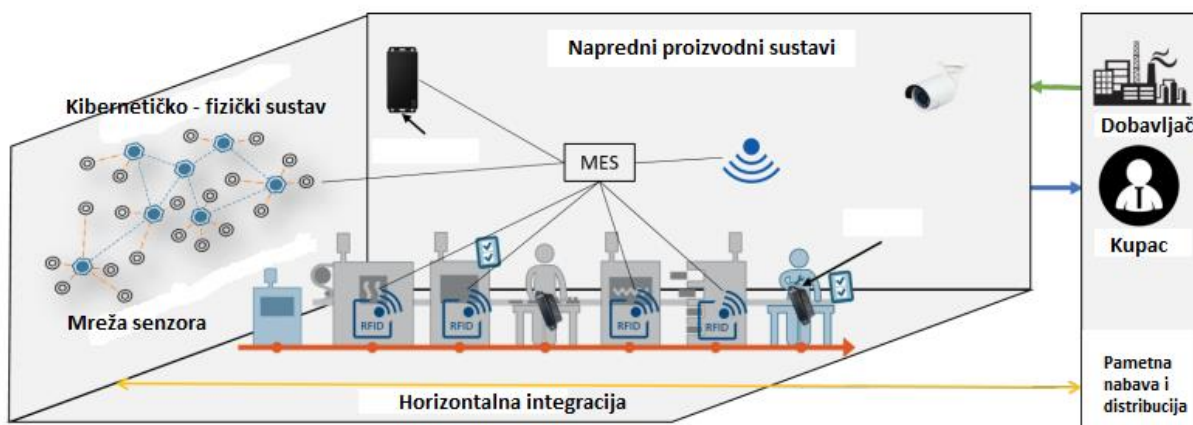 Napredni proizvodni sustavi
Kibernetičko - fizički sustav
MES
Dobavljač
Kupac
RFID
RFID
RFID
RFID
Mreža senzora
Horizontalna integracija
Pametna
nabava i
distribucija